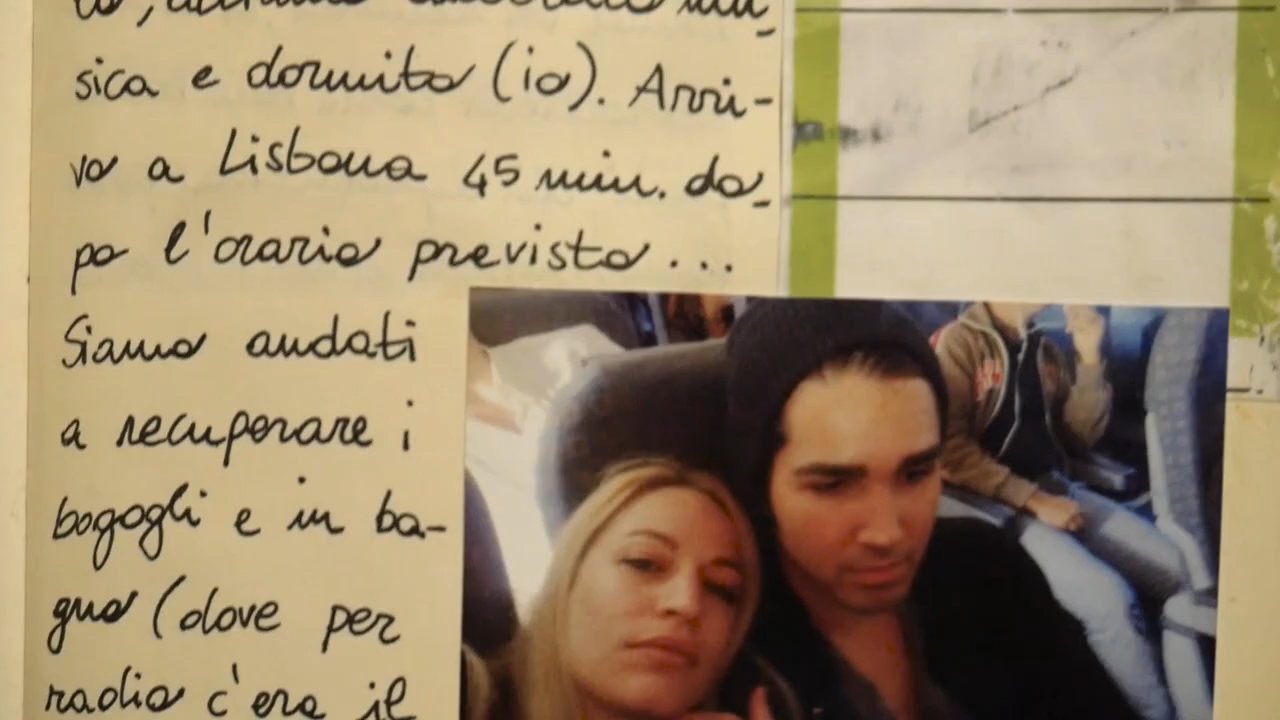 sica e dormito (io). Arri-
vo a Lisbona 45 min. do-
po l'orario previsto...
Siamo andati
a recuperare i
bagagli e in ba-
gno (dove per
radio c'era il